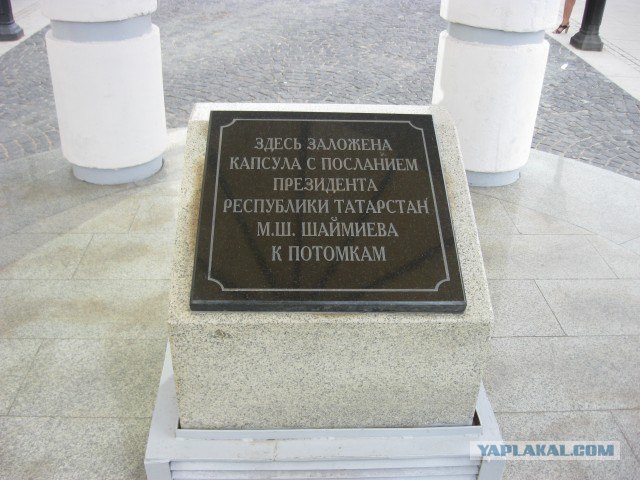 ЗДЕСЬ ЗАЛОЖЕНА
КАПСУЛА С ПОСЛАНИЕМ
ПРЕЗИДЕНТА
РЕСПУБЛИКИ ТАТАРСТАН
М.Ш. ШАЙМИЕВА
К ПОТОМКАМ
YAPLAKAL.COM